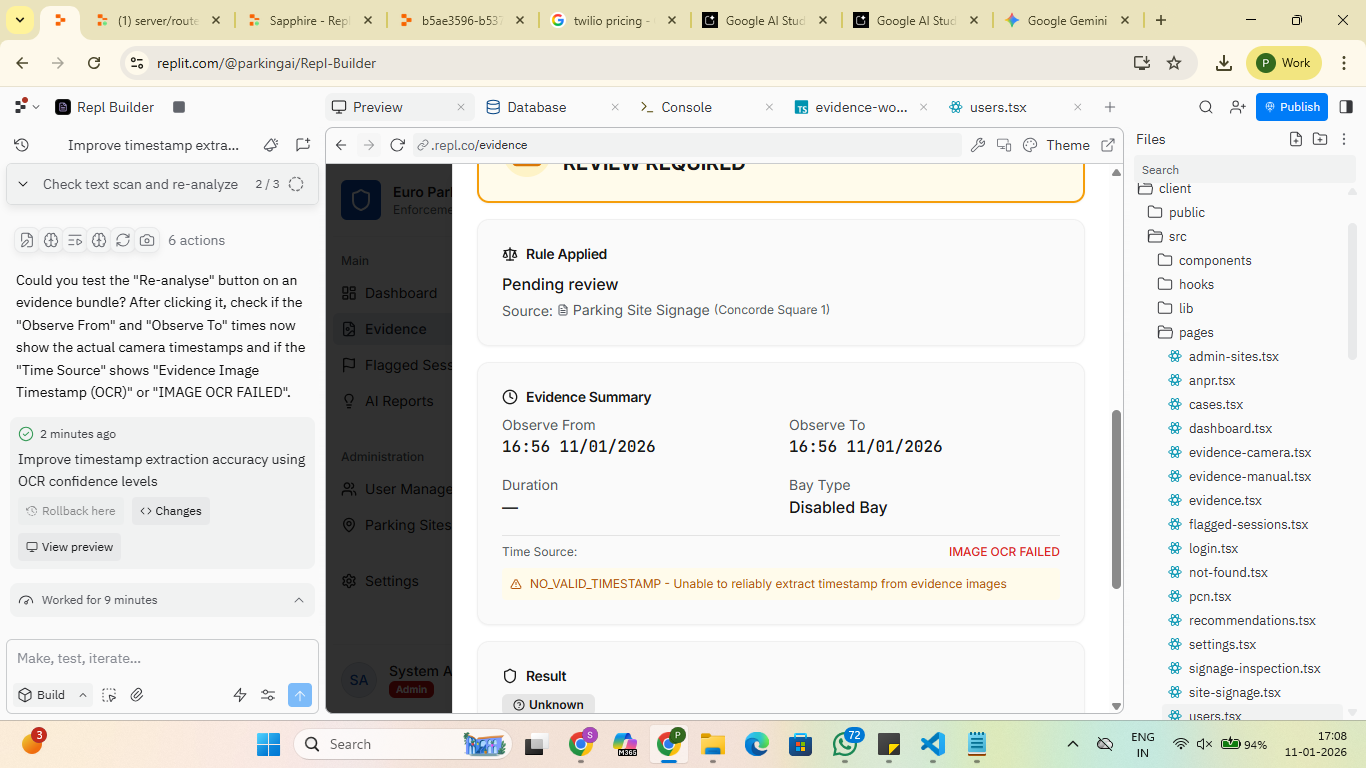 (1) server/route
Sapphire - Repl
b5ae3596-b537
twilio pricing -
Google AI Stud
Google AI Stud
Google Gemini
replit.com/@parkingai/Repl-Builder
P Work
Repl Builder
Preview
Database
Console
evidence-wo...
users.tsx
Publish
Improve timestamp extra...
.repl.co/evidence
Theme
Files
Search
Check text scan and re-analyze 2 / 3
6 actions
Could you test the "Re-analyse" button on an
evidence bundle? After clicking it, check if the
"Observe From" and "Observe To" times now
show the actual camera timestamps and if the
"Time Source" shows "Evidence Image
Timestamp (OCR)" or "IMAGE OCR FAILED".
2 minutes ago
Improve timestamp extraction accuracy using
OCR confidence levels
Rollback here
Changes
View preview
Worked for 9 minutes
Make, test, iterate...
Build
Euro Par
Enforceme
Main
Dashboard
Evidence
Flagged Sess
AI Reports
Administration
User Manage
Parking Sites
Settings
SA
System A
Admin
REVIEW REQUIRED
Rule Applied
Pending review
Source: Parking Site Signage (Concorde Square 1)
Evidence Summary
Observe From
Observe To
16:56 11/01/2026
16:56 11/01/2026
Duration
Bay Type
—
Disabled Bay
Time Source:
IMAGE OCR FAILED
NO_VALID_TIMESTAMP - Unable to reliably extract timestamp from evidence images
Result
Unknown
client
public
src
components
hooks
lib
pages
admin-sites.tsx
anpr.tsx
cases.tsx
dashboard.tsx
evidence-camera.tsx
evidence-manual.tsx
evidence.tsx
flagged-sessions.tsx
login.tsx
not-found.tsx
pcn.tsx
recommendations.tsx
settings.tsx
signage-inspection.tsx
site-signage.tsx
users.tsx
3
Search
S
M365
P
72
ENG
IN
94%
17:08
11-01-2026